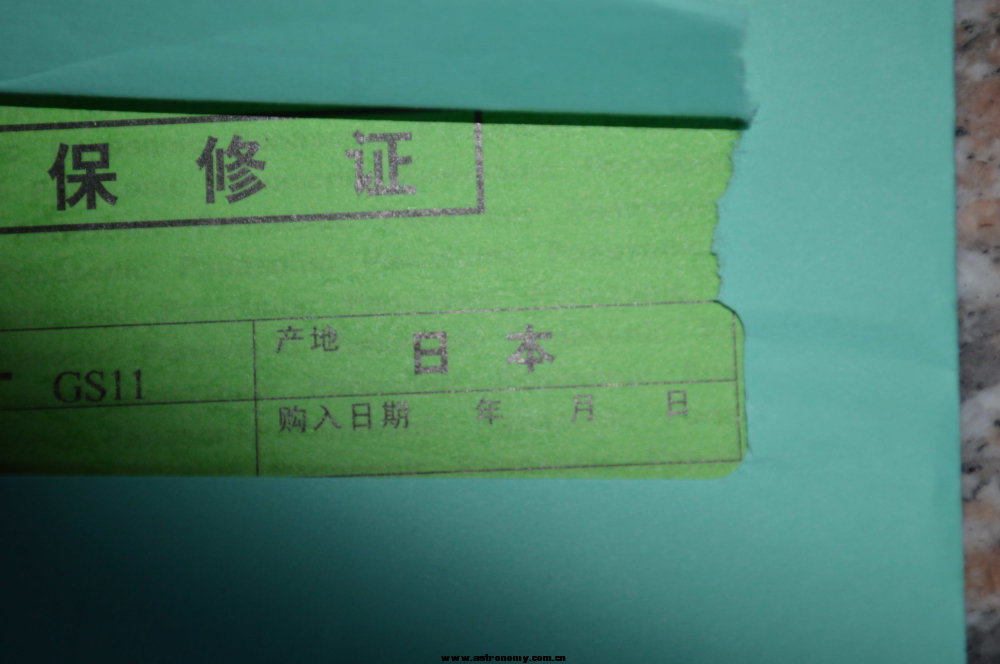 保修证
产地 日本
GS11
购入日期 年 月 日
www.astronomy.com.cn